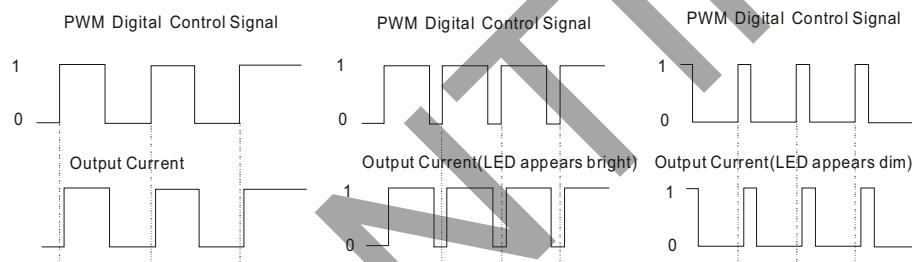 PWM Digital Control Signal
1
0
Output Current
PWM Digital Control Signal
1
0
Output Current(LED appears bright)
1
0
PWM Digital Control Signal
1
0
Output Current(LED appears dim)
1
0